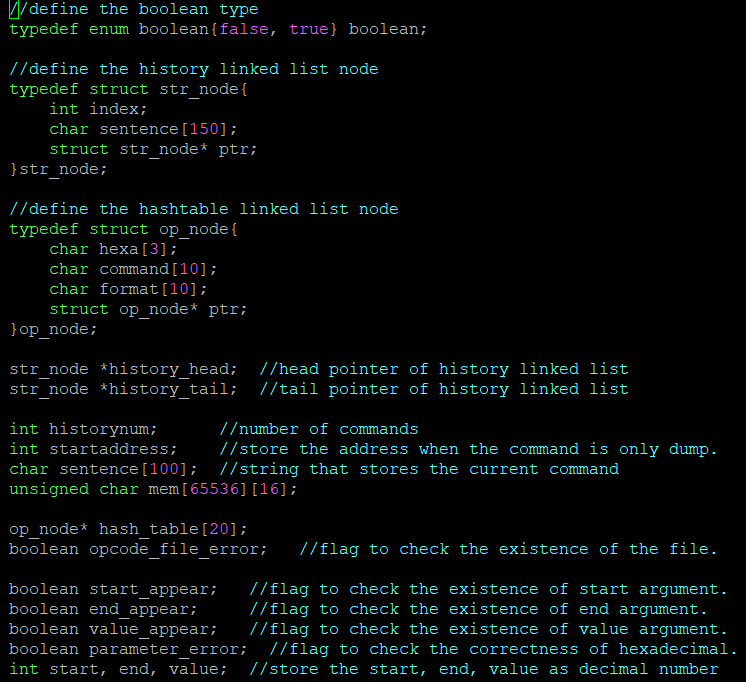 //define the boolean type
typedef enum boolean{false, true} boolean;

//define the history linked list node
typedef struct str_node{
    int index;
    char sentence[150];
    struct str_node* ptr;
}str_node;

//define the hashtable linked list node
typedef struct op_node{
    char hexa[3];
    char command[10];
    char format[10];
    struct op_node* ptr;
}op_node;

str_node *history_head;  //head pointer of history linked list
str_node *history_tail;  //tail pointer of history linked list

int historynum;      //number of commands
int startaddress;    //store the address when the command is only dump.
char sentence[100];  //string that stores the current command
unsigned char mem[65536][16];

op_node* hash_table[20];
boolean opcode_file_error;   //flag to check the existence of the file.

boolean start_appear;   //flag to check the existence of start argument.
boolean end_appear;     //flag to check the existence of end argument.
boolean value_appear;   //flag to check the existence of value argument.
boolean parameter_error;  //flag to check the correctness of hexadecimal.
int start, end, value;  //store the start, end, value as decimal number